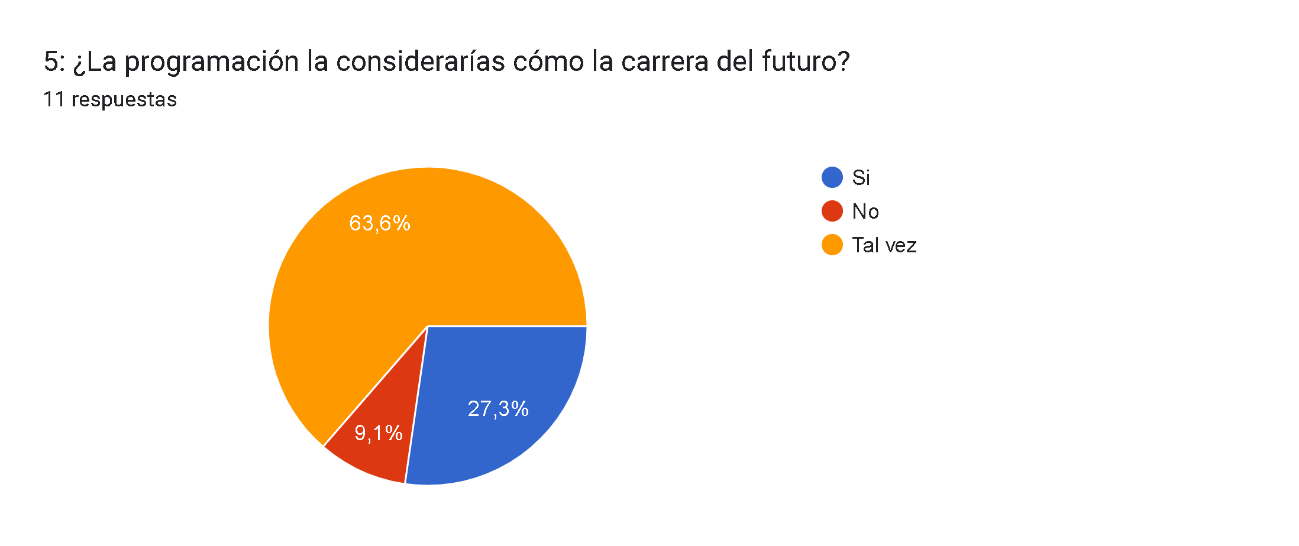 5: ¿La programación la considerarías cómo la carrera del futuro?
11 respuestas
Si
No
Tal vez
63,6%
27,3%
9,1%